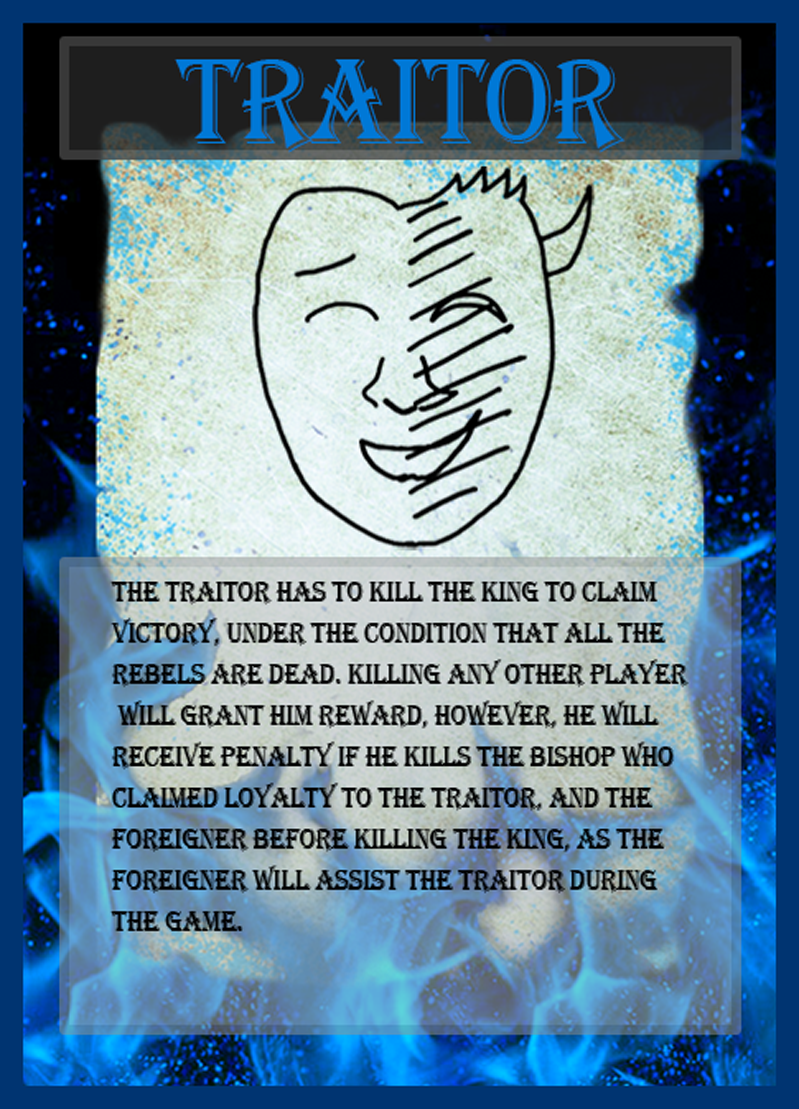 TRAITOR
THE TRAITOR HAS TO KILL THE KING TO CLAIM
VICTORY, UNDER THE CONDITION THAT ALL THE
REBELS ARE DEAD. KILLING ANY OTHER PLAYER
WILL GRANT HIM REWARD, HOWEVER, HE WILL
RECEIVE PENALTY IF HE KILLS THE BISHOP WHO
CLAIMED LOYALTY TO THE TRAITOR, AND THE
FOREIGNER BEFORE KILLING THE KING, AS THE
FOREIGNER WILL ASSIST THE TRAITOR DURING
THE GAME.